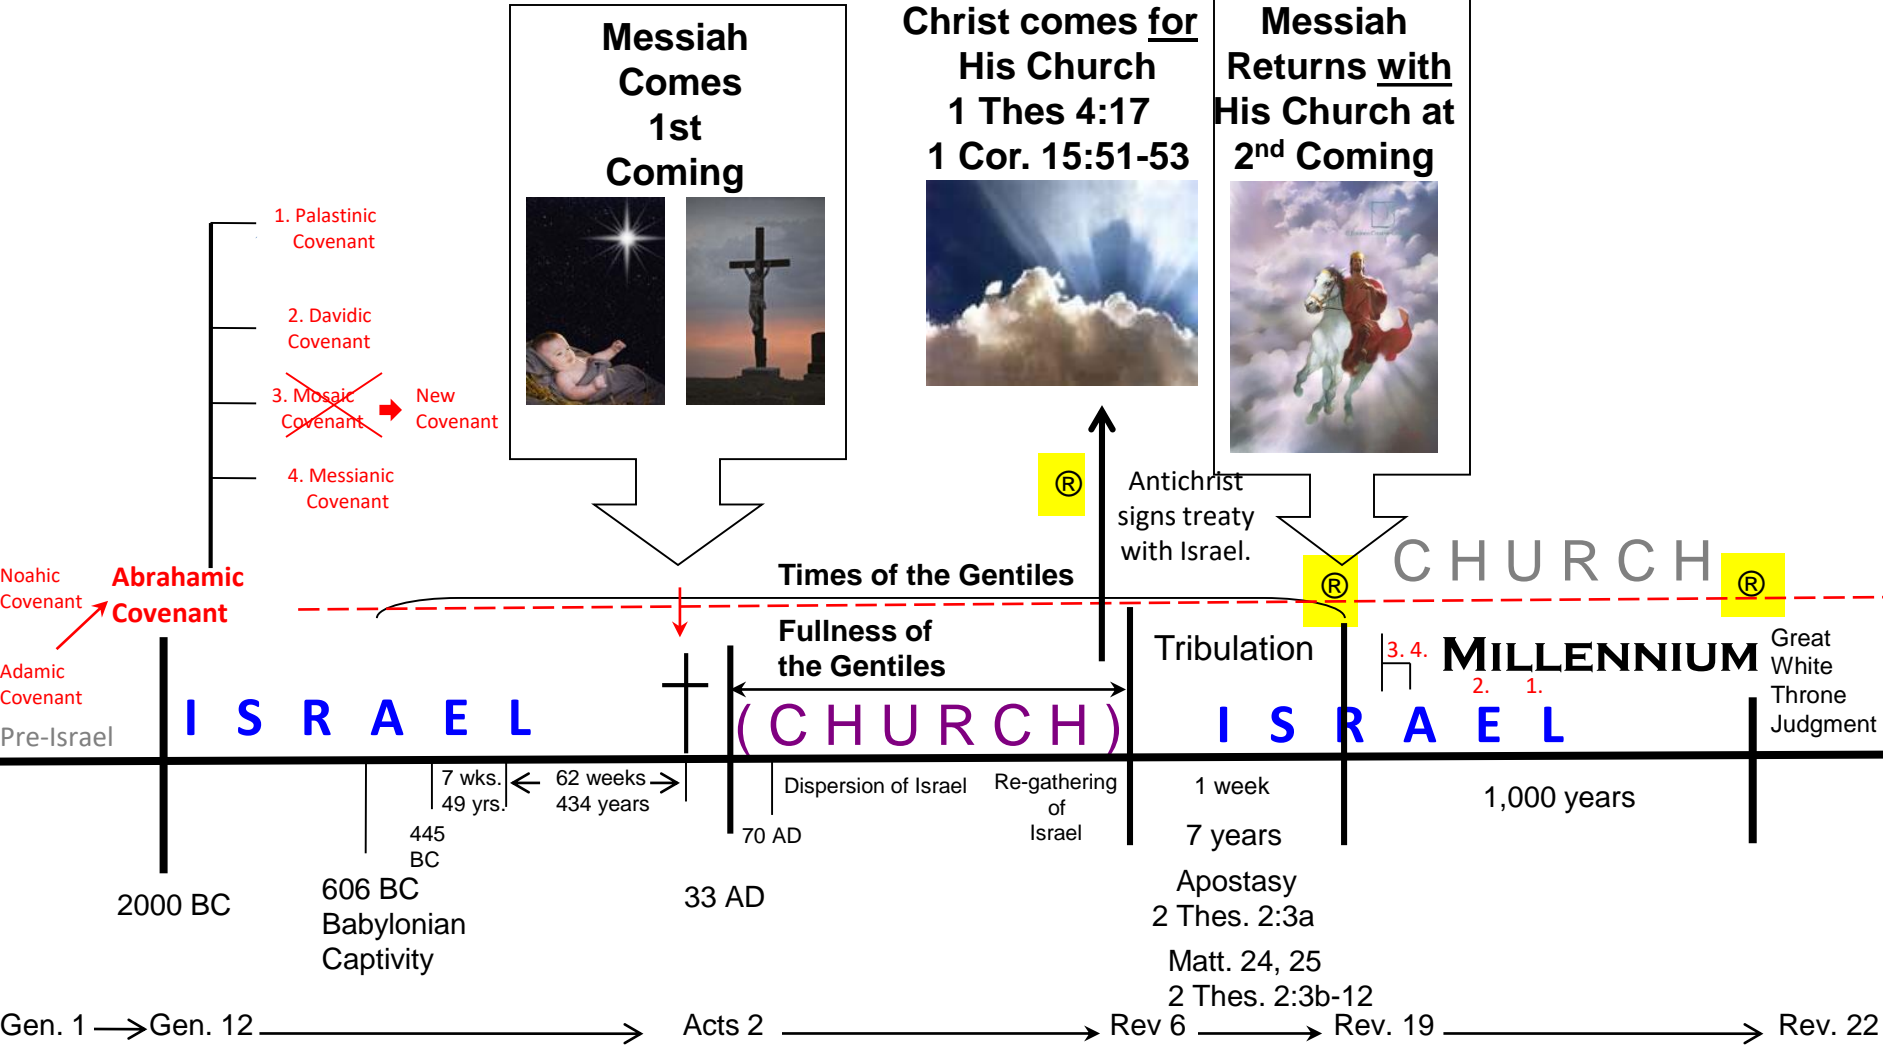 Messiah
Comes
1st
Coming
Christ comes for
His Church
1 Thes 4:17
1 Cor. 15:51-53
Messiah
Returns with
His Church at
2nd Coming
1. Palastinic
Covenant
2. Davidic
Covenant
3. Mosaic
Covenant
New
Covenant
4. Messianic
Covenant
®
Antichrist
signs treaty
with Israel.
Noahic
Covenant
Abrahamic
Covenant
Adamic
Covenant
Pre-Israel
Times of the Gentiles
®
CHURCH
®
Fullness of
the Gentiles
Tribulation
3. 4.
MILLENNIUM
2. 1.
Great
White
Throne
Judgment
ISRAEL
(CHURCH)
ISRAEL
7 wks.
49 yrs.
62 weeks
434 years
Dispersion of Israel
Re-gathering
of
Israel
1 week
7 years
1,000 years
445
BC
70 AD
2000 BC
606 BC
Babylonian
Captivity
33 AD
Apostasy
2 Thes. 2:3a
Matt. 24, 25
2 Thes. 2:3b-12
Gen. 1 Gen. 12 Acts 2 Rev 6 Rev. 19 Rev. 22